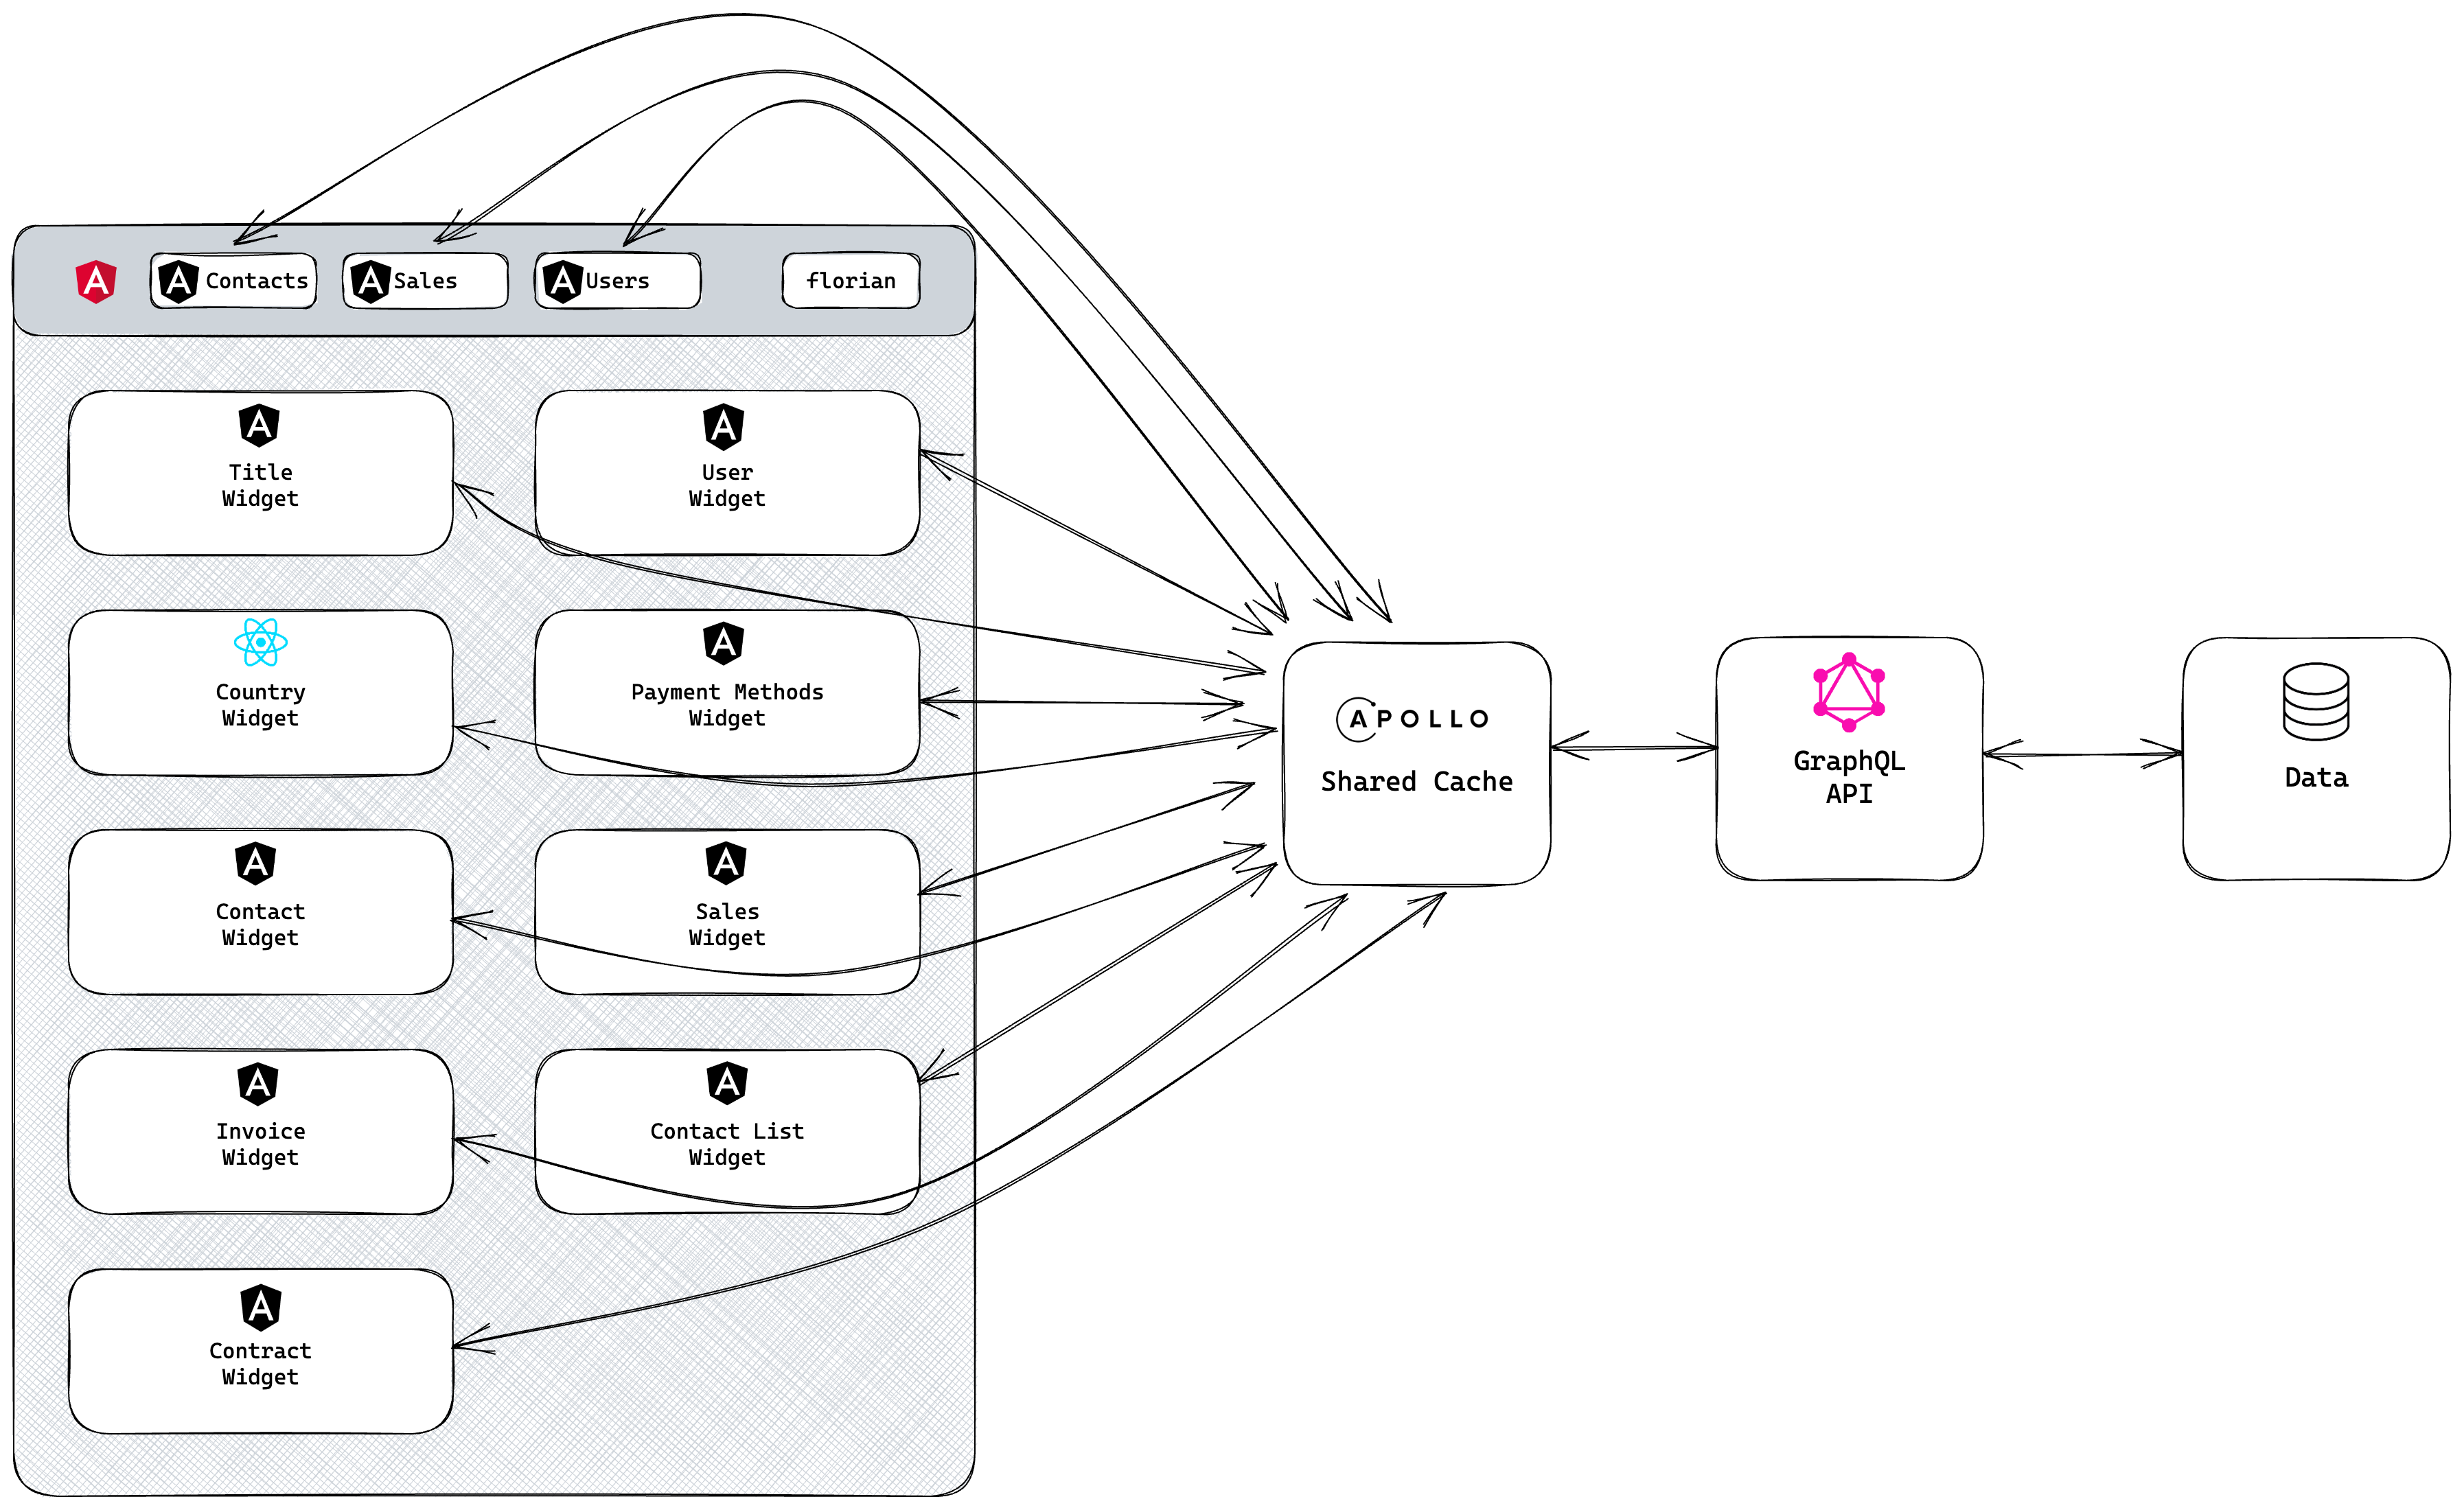 Contacts
Sales
Users
florian
Title
Widget
User
Widget
Country
Widget
Payment Methods
Widget
Contact
Widget
Sales
Widget
Invoice
Widget
Contact List
Widget
Contract
Widget
APOLLO
Shared Cache
GraphQL
API
Data